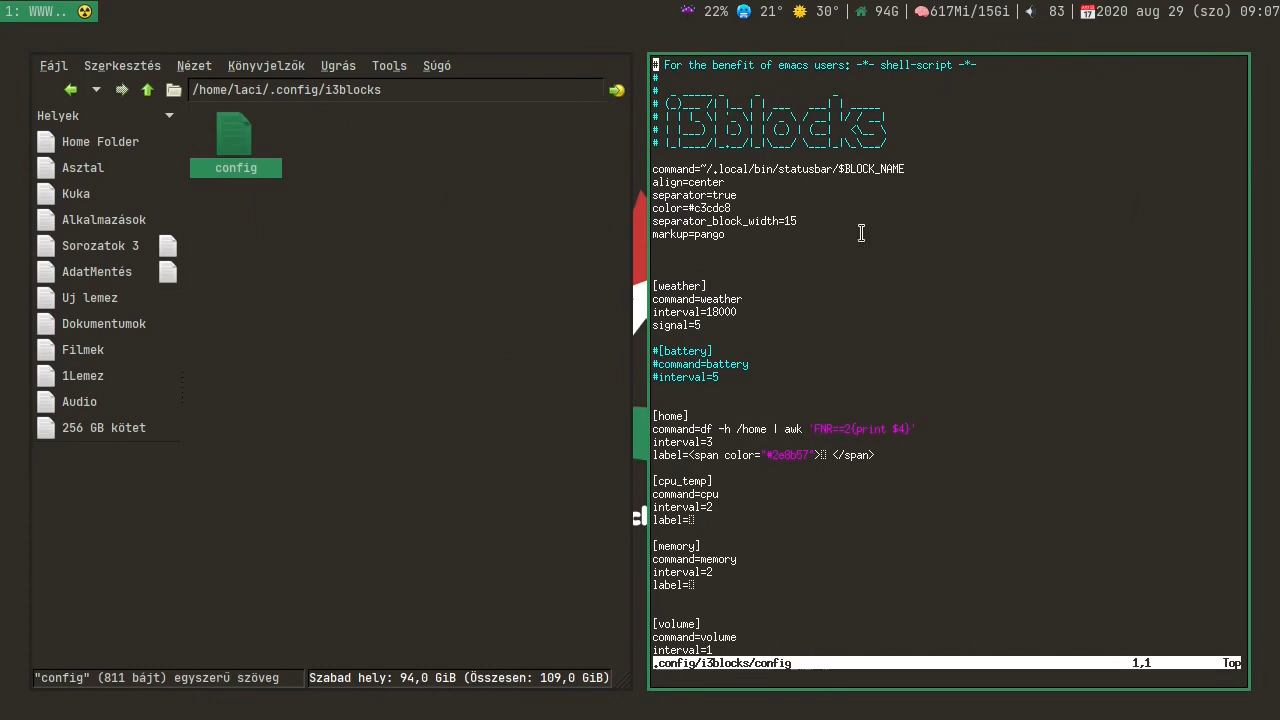 1: WWW.. ☢
👾 22% 🥶 21° 🌞 30° | 94G | 🧠617Mi/15Gi | 83 | 📅2020 aug 29 (szo) 09:07
Fájl Szerkesztés Nézet Könyvjelzők Ugrás Tools Súgó
/home/laci/.config/i3blocks
Helyek
Home Folder
Asztal
Kuka
Alkalmazások
Sorozatok 3
AdatMentés
Uj lemez
Dokumentumok
Filmek
1Lemez
Audio
256 GB kötet
config
"config" (811 bájt) egyszerű szöveg
Szabad hely: 94,0 GiB (Összesen: 109,0 GiB)
# For the benefit of emacs users: -*- shell-script -*-
#
# i3blocks
command=~/.local/bin/statusbar/$BLOCK_NAME
align=center
separator=true
color=#c3cdc8
separator_block_width=15
markup=pango
[weather]
command=weather
interval=18000
signal=5
#[battery]
#command=battery
#interval=5
[home]
command=df -h /home | awk 'FNR==2{print $4}'
interval=3
label=<span color="#2e8b57"> </span>
[cpu_temp]
command=cpu
interval=2
label=
[memory]
command=memory
interval=2
label=
[volume]
command=volume
interval=1
.config/i3blocks/config 1,1 Top